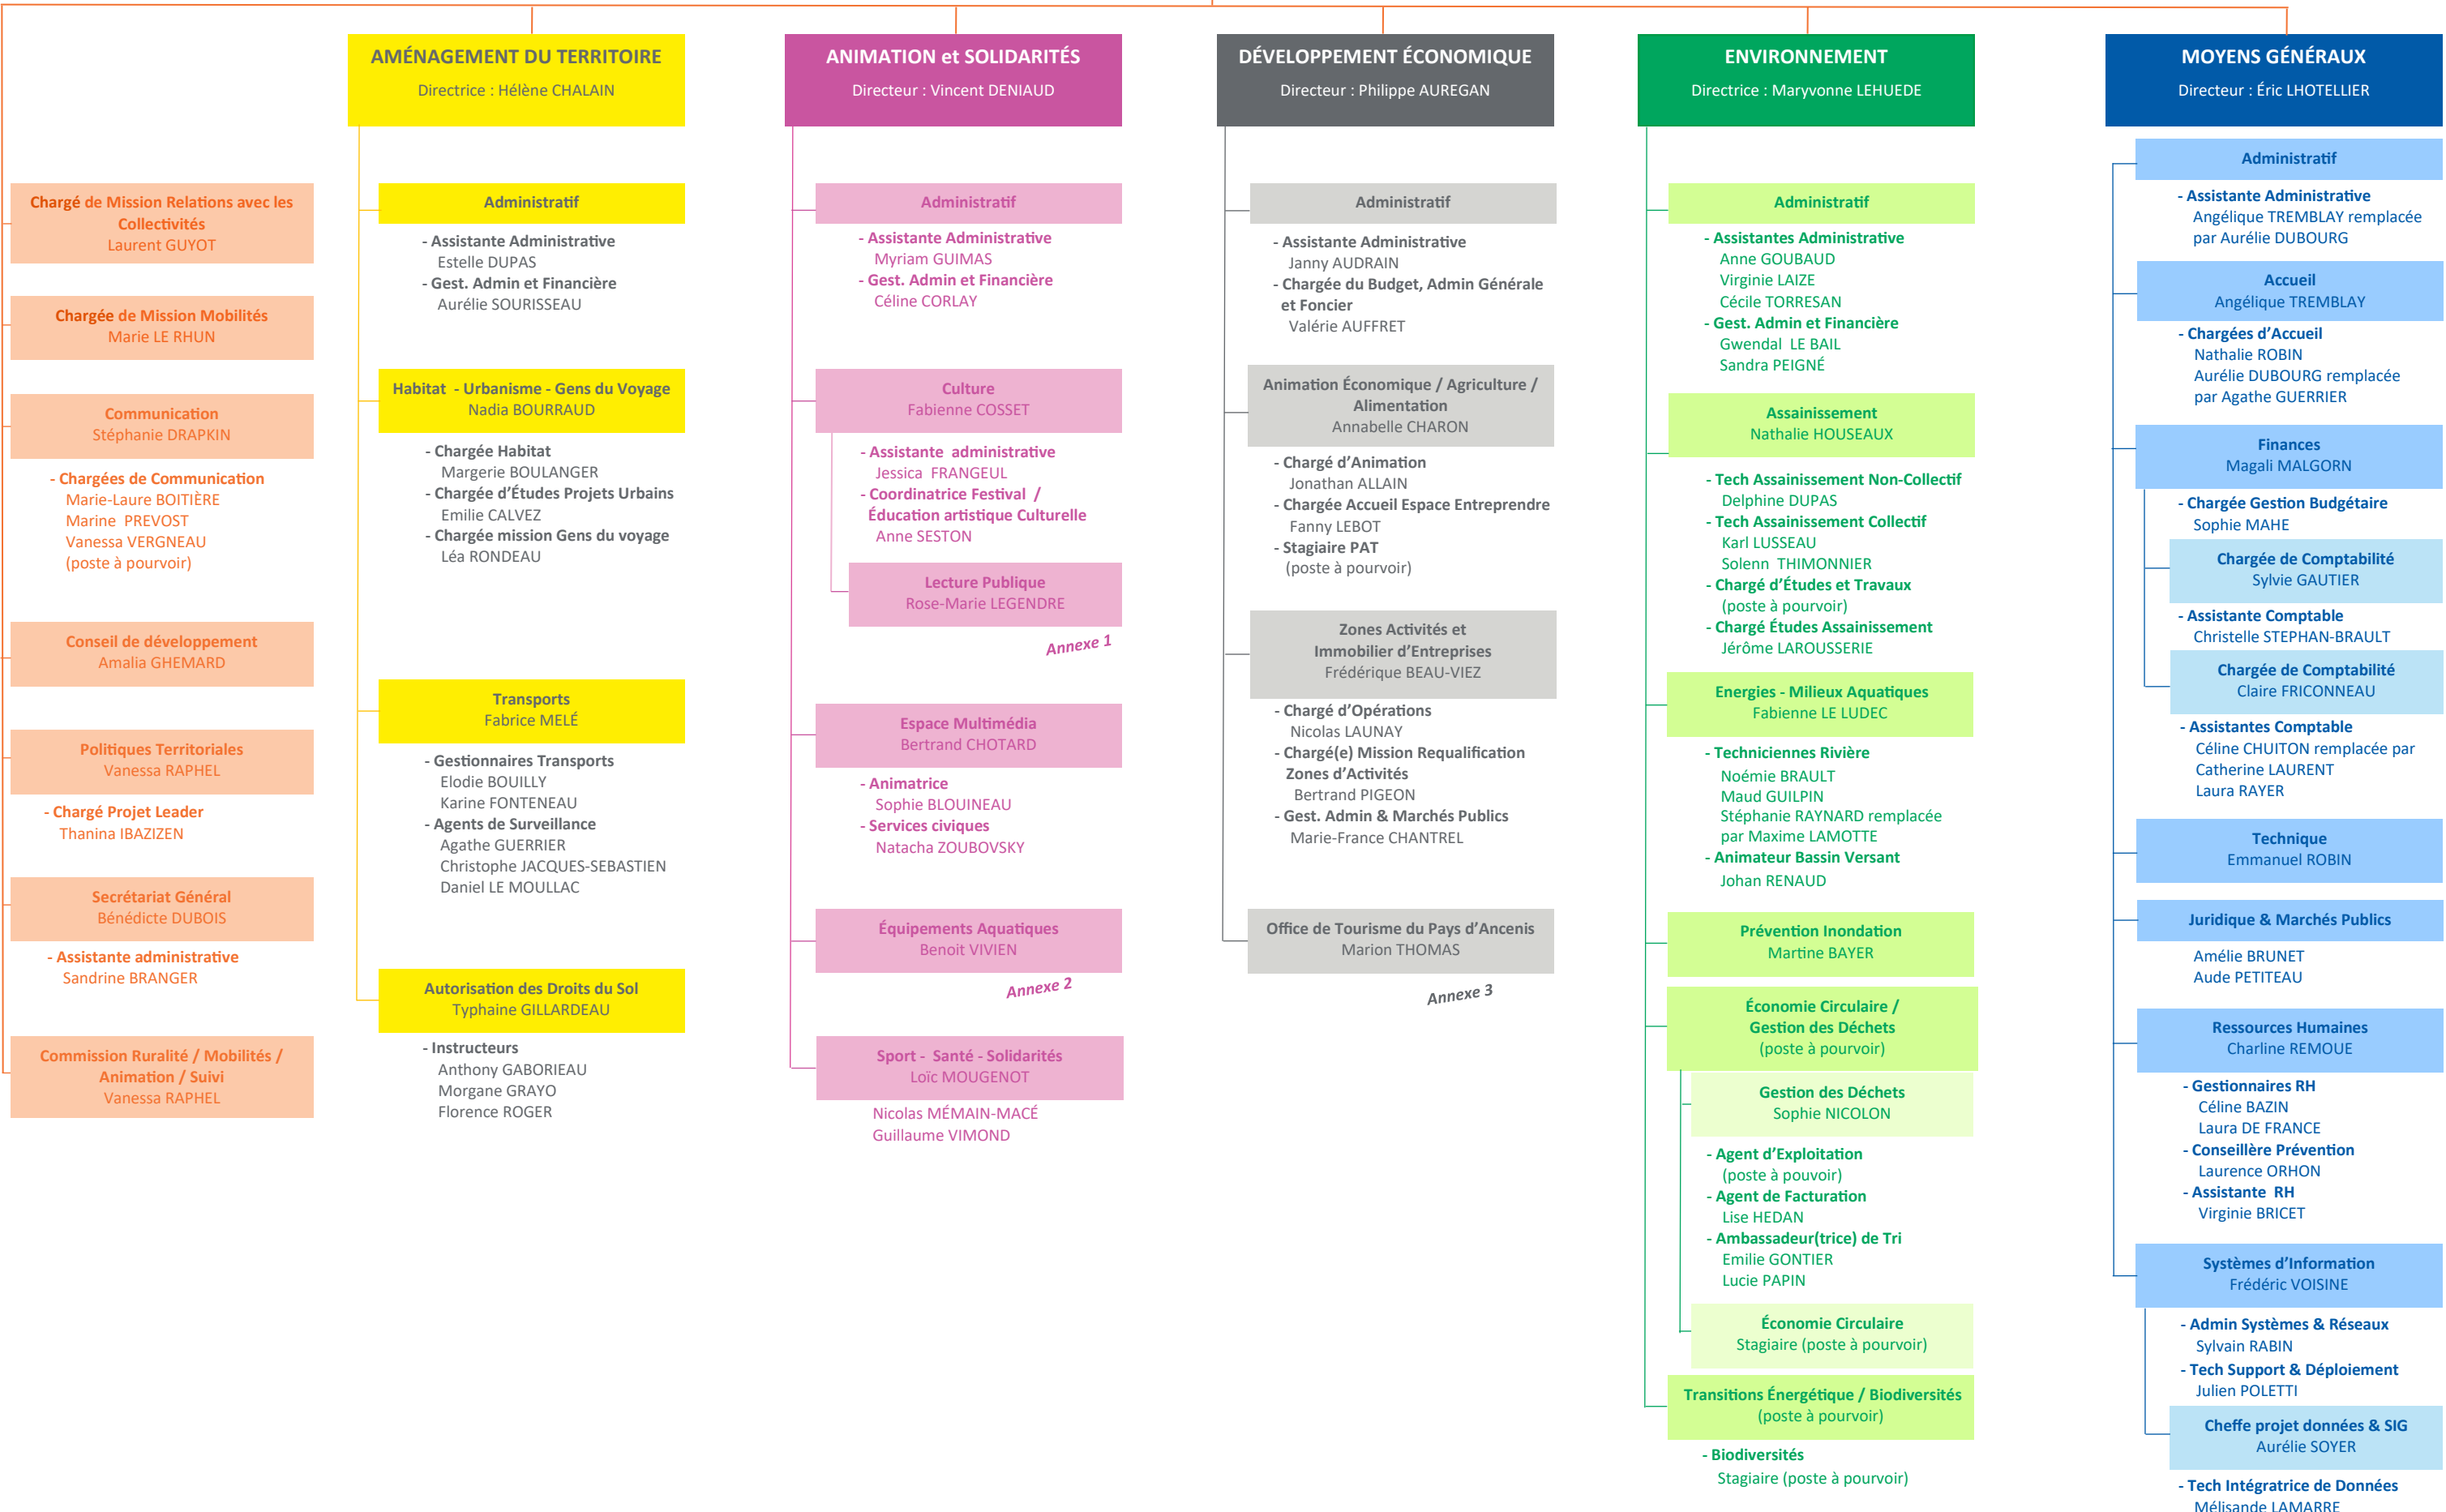 Chargé de Mission Relations avec les
Collectivités
Laurent GUYOT
Chargée de Mission Mobilités
Marie LE RHUN
Communication
Stéphanie DRAPKIN
- Chargées de Communication
Marie-Laure BOITIÈRE
Marine PREVOST
Vanessa VERGNEAU
(poste à pourvoir)
Conseil de développement
Amalia GHEMARD
Politiques Territoriales
Vanessa RAPHEL
- Chargé Projet Leader
Thanina IBAZIZEN
Secrétariat Général
Bénédicte DUBOIS
- Assistante administrative
Sandrine BRANGER
Commission Ruralité / Mobilités /
Animation / Suivi
Vanessa RAPHEL
AMÉNAGEMENT DU TERRITOIRE
Directrice : Hélène CHALAIN
Administratif
- Assistante Administrative
Estelle DUPAS
- Gest. Admin et Financière
Aurélie SOURISSEAU
Habitat - Urbanisme - Gens du Voyage
Nadia BOURRAUD
- Chargée Habitat
Margerie BOULANGER
- Chargée d’Études Projets Urbains
Emilie CALVEZ
- Chargée mission Gens du voyage
Léa RONDEAU
Transports
Fabrice MELÉ
- Gestionnaires Transports
Elodie BOUILLY
Karine FONTENEAU
- Agents de Surveillance
Agathe GUERRIER
Christophe JACQUES-SEBASTIEN
Daniel LE MOULLAC
Autorisation des Droits du Sol
Typhaine GILLARDEAU
- Instructeurs
Anthony GABORIEAU
Morgane GRAYO
Florence ROGER
ANIMATION et SOLIDARITÉS
Directeur : Vincent DENIAUD
Administratif
- Assistante Administrative
Myriam GUIMAS
- Gest. Admin et Financière
Céline CORLAY
Culture
Fabienne COSSET
- Assistante administrative
Jessica FRANGEUL
- Coordinatrice Festival /
Éducation artistique Culturelle
Anne SESTON
Lecture Publique
Rose-Marie LEGENDRE
Annexe 1
Espace Multimédia
Bertrand CHOTARD
- Animatrice
Sophie BLOUINEAU
- Services civiques
Natacha ZOUBOVSKY
Équipements Aquatiques
Benoit VIVIEN
Annexe 2
Sport - Santé - Solidarités
Loïc MOUGENOT
Nicolas MÉMAIN-MACÉ
Guillaume VIMOND
DÉVELOPPEMENT ÉCONOMIQUE
Directeur : Philippe AUREGAN
Administratif
- Assistante Administrative
Janny AUDRAIN
- Chargée du Budget, Admin Générale
et Foncier
Valérie AUFFRET
Animation Économique / Agriculture /
Alimentation
Annabelle CHARON
- Chargé d’Animation
Jonathan ALLAIN
- Chargée Accueil Espace Entreprendre
Fanny LEBOT
- Stagiaire PAT
(poste à pourvoir)
Zones Activités et
Immobilier d’Entreprises
Frédérique BEAU-VIEZ
- Chargé d’Opérations
Nicolas LAUNAY
- Chargé(e) Mission Requalification
Zones d’Activités
Bertrand PIGEON
- Gest. Admin & Marchés Publics
Marie-France CHANTREL
Office de Tourisme du Pays d’Ancenis
Marion THOMAS
Annexe 3
ENVIRONNEMENT
Directrice : Maryvonne LEHUEDE
Administratif
- Assistantes Administrative
Anne GOUBAUD
Virginie LAIZE
Cécile TORRESAN
- Gest. Admin et Financière
Gwendal LE BAIL
Sandra PEIGNÉ
Assainissement
Nathalie HOUSEAUX
- Tech Assainissement Non-Collectif
Delphine DUPAS
- Tech Assainissement Collectif
Karl LUSSEAU
Solenn THIMONNIER
- Chargé d’Études et Travaux
(poste à pourvoir)
- Chargé Études Assainissement
Jérôme LAROUSSERIE
Energies - Milieux Aquatiques
Fabienne LE LUDEC
- Techniciennes Rivière
Noémie BRAULT
Maud GUILPIN
Stéphanie RAYNARD remplacée
par Maxime LAMOTTE
- Animateur Bassin Versant
Johan RENAUD
Prévention Inondation
Martine BAYER
Économie Circulaire /
Gestion des Déchets
(poste à pourvoir)
Gestion des Déchets
Sophie NICOLON
- Agent d’Exploitation
(poste à pouvoir)
- Agent de Facturation
Lise HEDAN
- Ambassadeur(trice) de Tri
Emilie GONTIER
Lucie PAPIN
Économie Circulaire
Stagiaire (poste à pourvoir)
Transitions Énergétique / Biodiversités
(poste à pourvoir)
- Biodiversités
Stagiaire (poste à pourvoir)
MOYENS GÉNÉRAUX
Directeur : Éric LHOTELLIER
Administratif
- Assistante Administrative
Angélique TREMBLAY remplacée
par Aurélie DUBOURG
Accueil
Angélique TREMBLAY
- Chargées d’Accueil
Nathalie ROBIN
Aurélie DUBOURG remplacée
par Agathe GUERRIER
Finances
Magali MALGORN
- Chargée Gestion Budgétaire
Sophie MAHE
Chargée de Comptabilité
Sylvie GAUTIER
- Assistante Comptable
Christelle STEPHAN-BRAULT
Chargée de Comptabilité
Claire FRICONNEAU
- Assistantes Comptable
Céline CHUITON remplacée par
Catherine LAURENT
Laura RAYER
Technique
Emmanuel ROBIN
Juridique & Marchés Publics
Amélie BRUNET
Aude PETITEAU
Ressources Humaines
Charline REMOUE
- Gestionnaires RH
Céline BAZIN
Laura DE FRANCE
- Conseillère Prévention
Laurence ORHON
- Assistante RH
Virginie BRICET
Systèmes d’Information
Frédéric VOISINE
- Admin Systèmes & Réseaux
Sylvain RABIN
- Tech Support & Déploiement
Julien POLETTI
Cheffe projet données & SIG
Aurélie SOYER
- Tech Intégratrice de Données
Mélisande LAMARRE